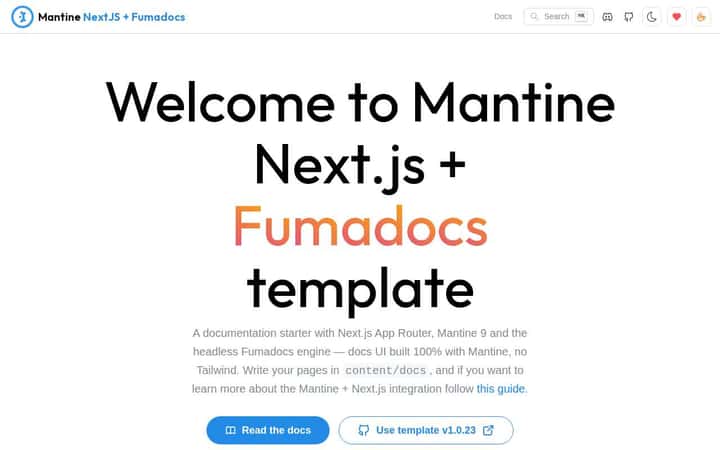 Mantine NextJS + Fumadocs
Docs
Search ⌘K
Welcome to Mantine
Next.js +
Fumadocs
template
A documentation starter with Next.js App Router, Mantine 9 and the
headless Fumadocs engine — docs UI built 100% with Mantine, no
Tailwind. Write your pages in content/docs, and if you want to
learn more about the Mantine + Next.js integration follow this guide.
Read the docs
Use template v1.0.23